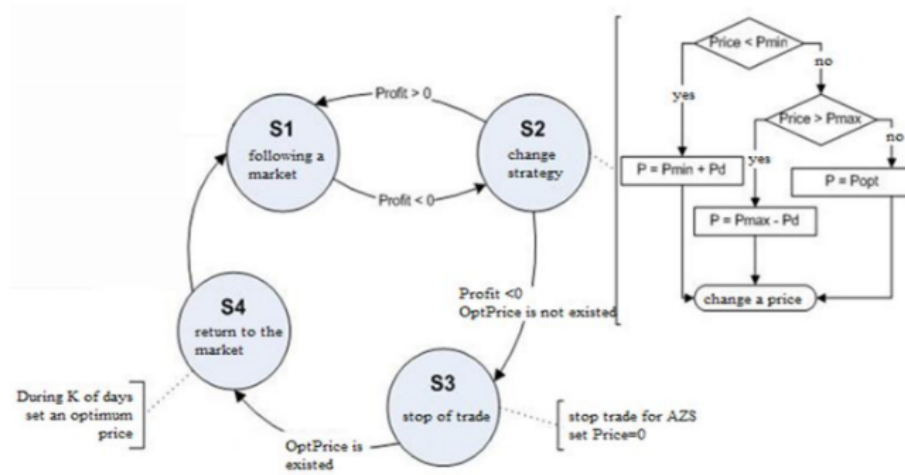 Profit > 0
S1
following a
market
S2
change
strategy
Profit < 0
Price < Pmin
yes
no
Price > Pmax
yes
no
P = Pmin + Pd
P = Popt
P = Pmax - Pd
change a price
Profit <0
OptPrice is not existed
S4
return to the
market
During K of days
set an optimum
price
S3
stop of trade
stop trade for AZS
set Price=0
OptPrice is
existed